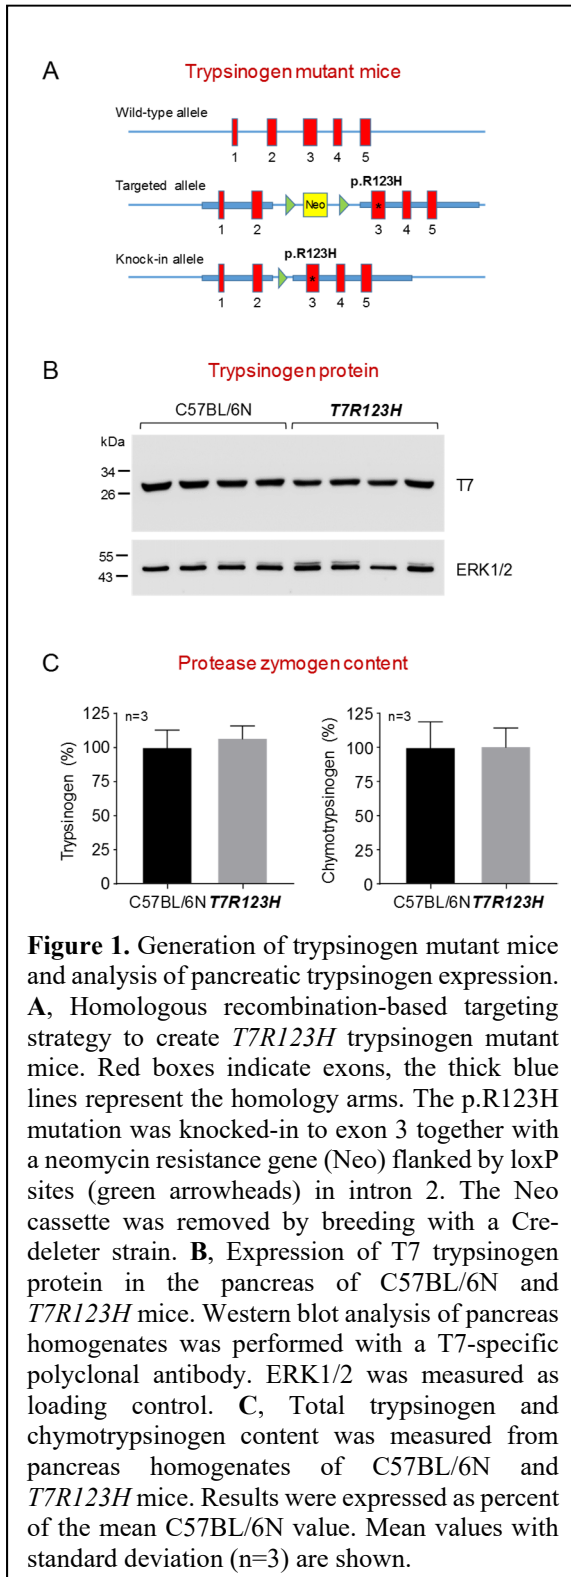 A
Trypsinogen mutant mice
Wild-type allele
1 2 3 4 5
p.R123H
Targeted allele
Neo
*
1 2 3 4 5
p.R123H
Knock-in allele
*
1 2 3 4 5
B
Trypsinogen protein
C57BL/6N T7R123H
kDa
34
26
T7
55
43
ERK1/2
C
Protease zymogen content
Trypsinogen (%)
125
100
75
50
25
0
n=3
C57BL/6N T7R123H
Chymotrypsinogen (%)
125
100
75
50
25
0
n=3
C57BL/6N T7R123H
Figure 1. Generation of trypsinogen mutant mice
and analysis of pancreatic trypsinogen expression.
A, Homologous recombination-based targeting
strategy to create T7R123H trypsinogen mutant
mice. Red boxes indicate exons, the thick blue
lines represent the homology arms. The p.R123H
mutation was knocked-in to exon 3 together with
a neomycin resistance gene (Neo) flanked by loxP
sites (green arrowheads) in intron 2. The Neo
cassette was removed by breeding with a Cre-
deleter strain. B, Expression of T7 trypsinogen
protein in the pancreas of C57BL/6N and
T7R123H mice. Western blot analysis of pancreas
homogenates was performed with a T7-specific
polyclonal antibody. ERK1/2 was measured as
loading control. C, Total trypsinogen and
chymotrypsinogen content was measured from
pancreas homogenates of C57BL/6N and
T7R123H mice. Results were expressed as percent
of the mean C57BL/6N value. Mean values with
standard deviation (n=3) are shown.